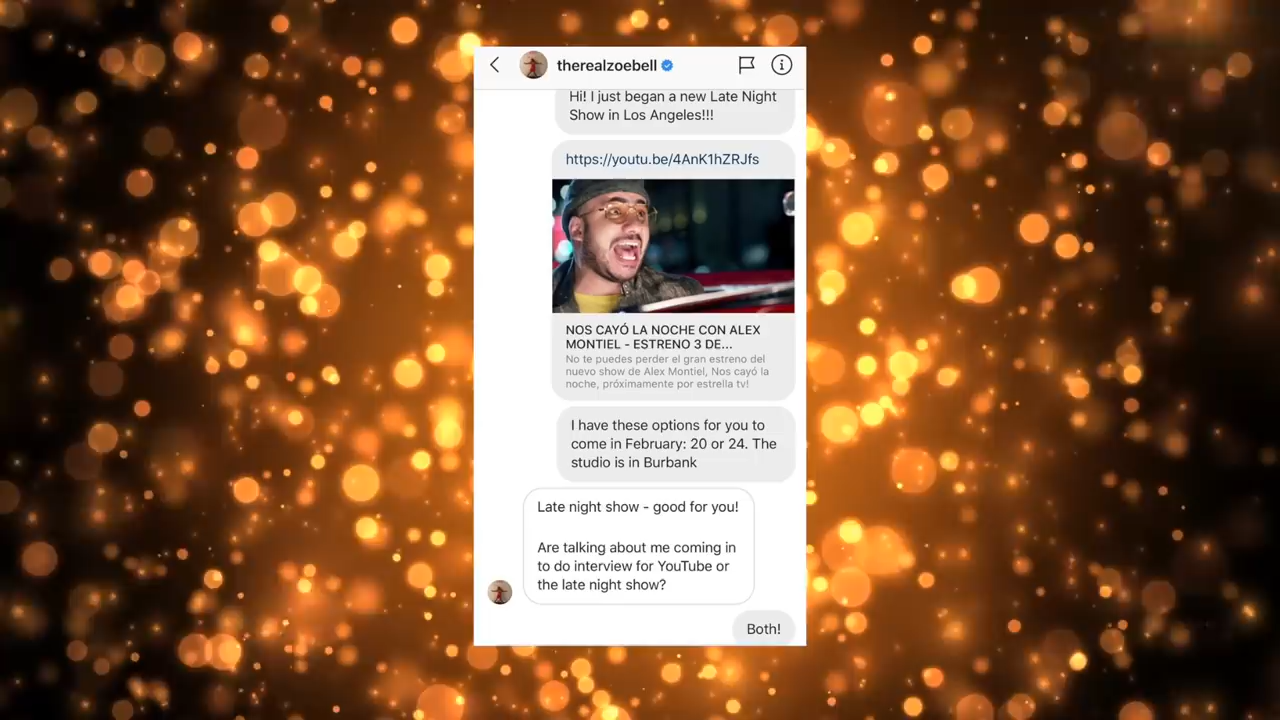 therealzoebell
Hi! I just began a new Late Night
Show in Los Angeles!!!
https://youtu.be/4AnK1hZRJfs
NOS CAYÓ LA NOCHE CON ALEX
MONTIEL - ESTRENO 3 DE...
No te puedes perder el gran estreno del
nuevo show de Alex Montiel, Nos cayó la
noche, próximamente por estrella tv!
I have these options for you to
come in February: 20 or 24. The
studio is in Burbank
Late night show - good for you!
Are talking about me coming in
to do interview for YouTube or
the late night show?
Both!